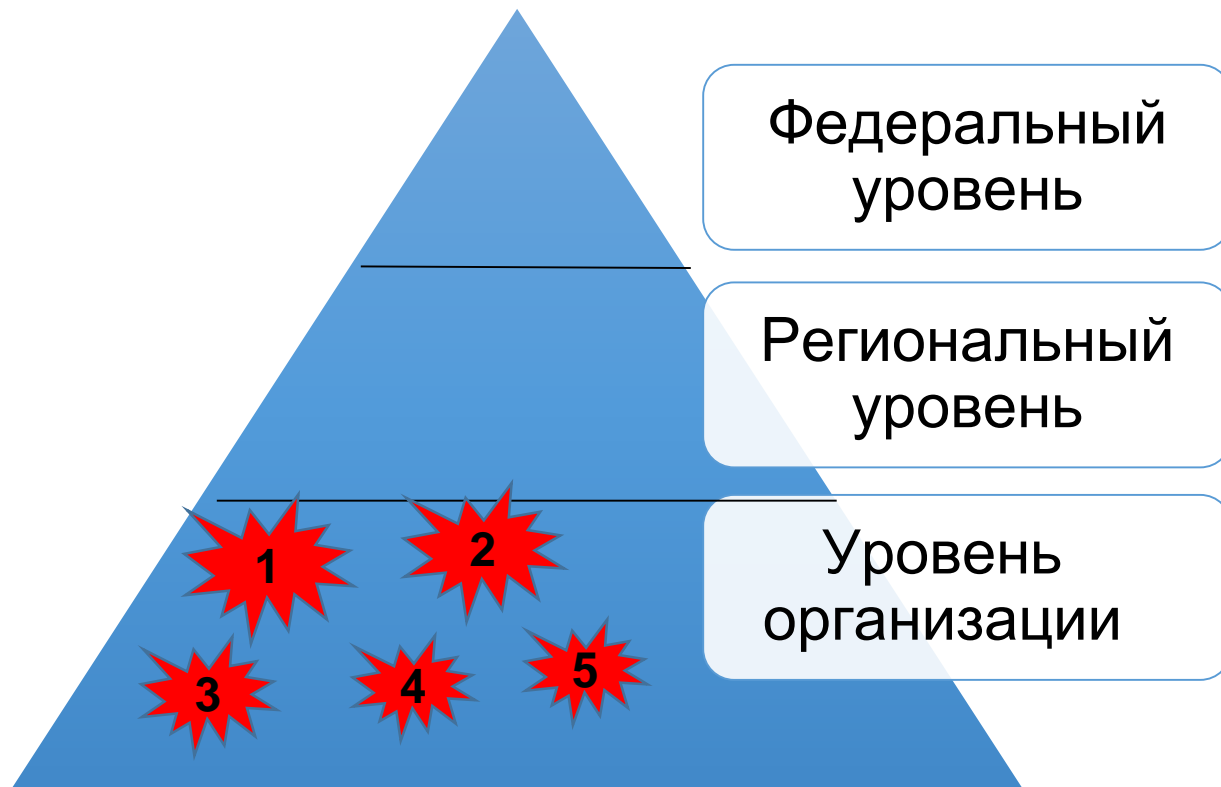 Федеральный
уровень
Региональный
уровень
Уровень
организации
1
2
3
4
5